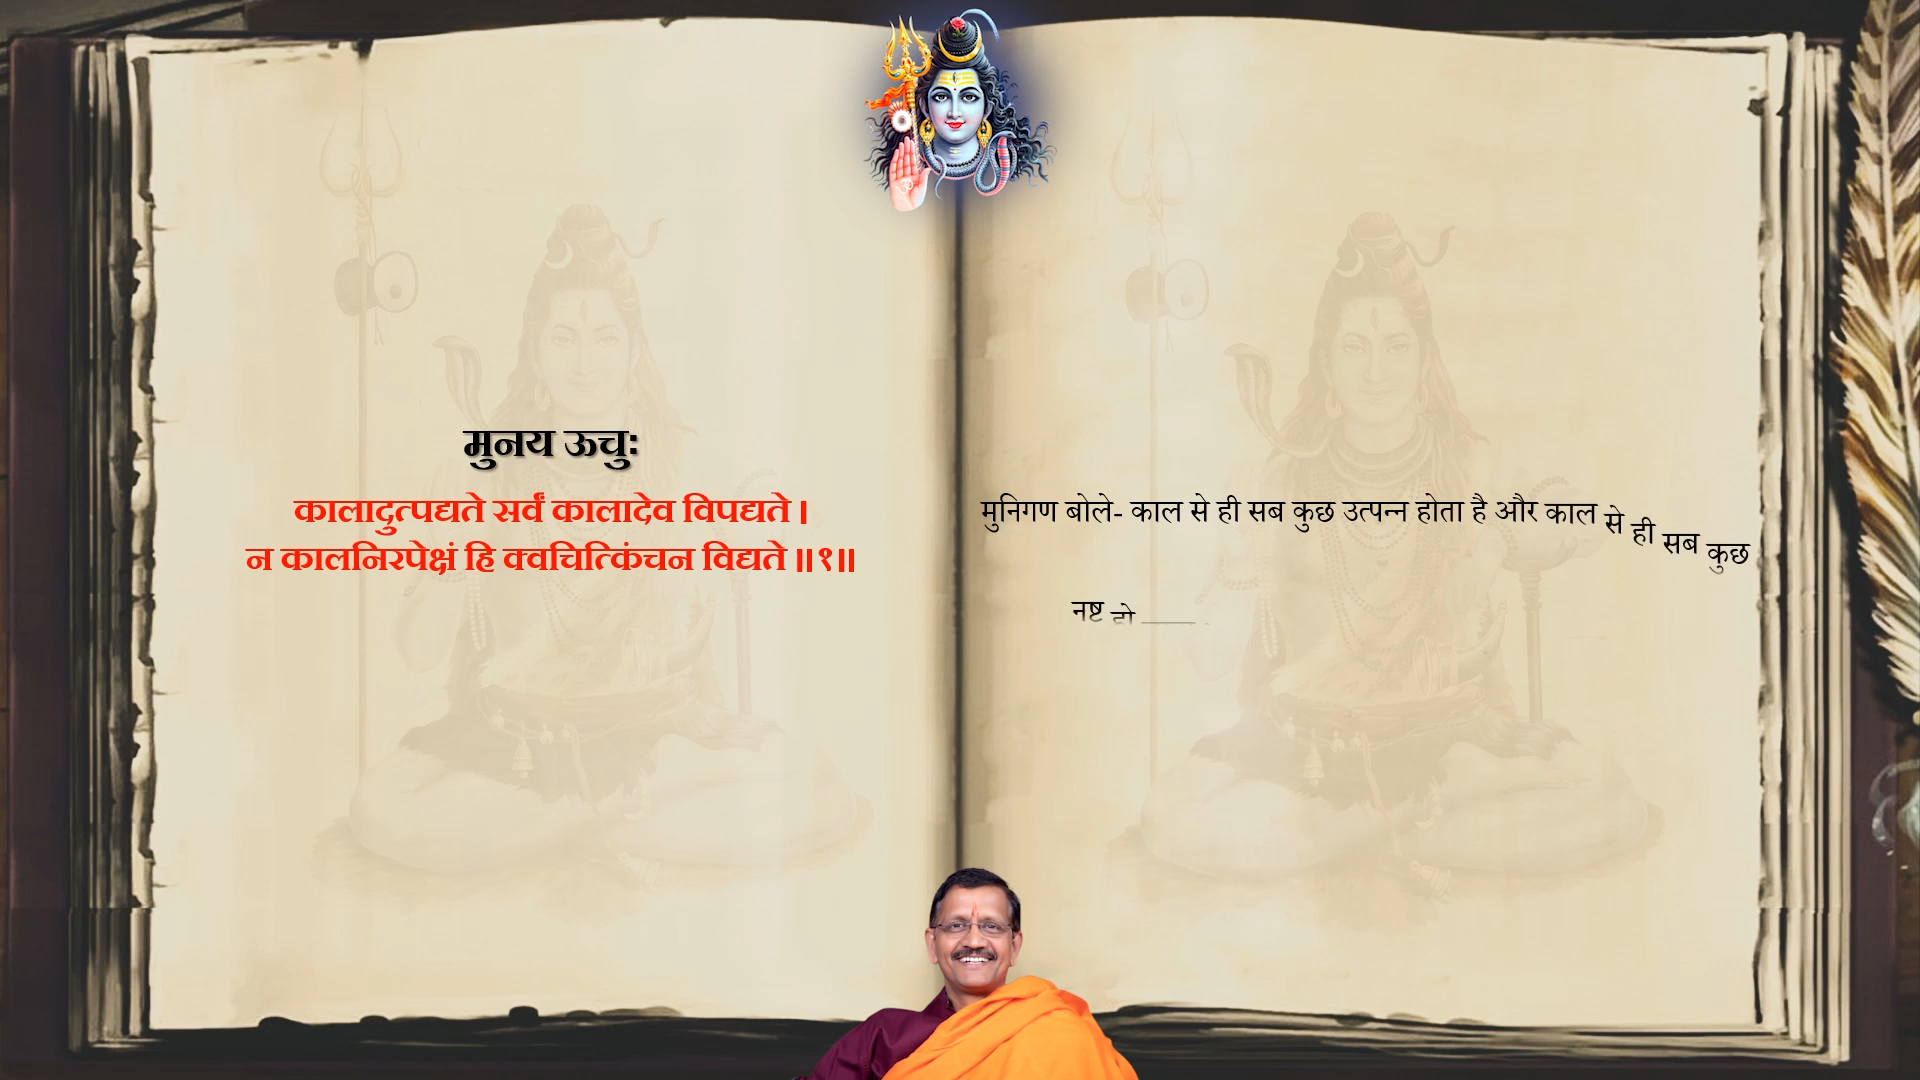 मुनय ऊचुः
कालादुत्पद्यते सर्वं कालादेव विपद्यते ।
न कालनिरपेक्षं हि क्वचित्किंचन विद्यते ॥१॥
मुनिगण बोले- काल से ही सब कुछ उत्पन्न होता है और काल से ही सब कुछ
नष्ट